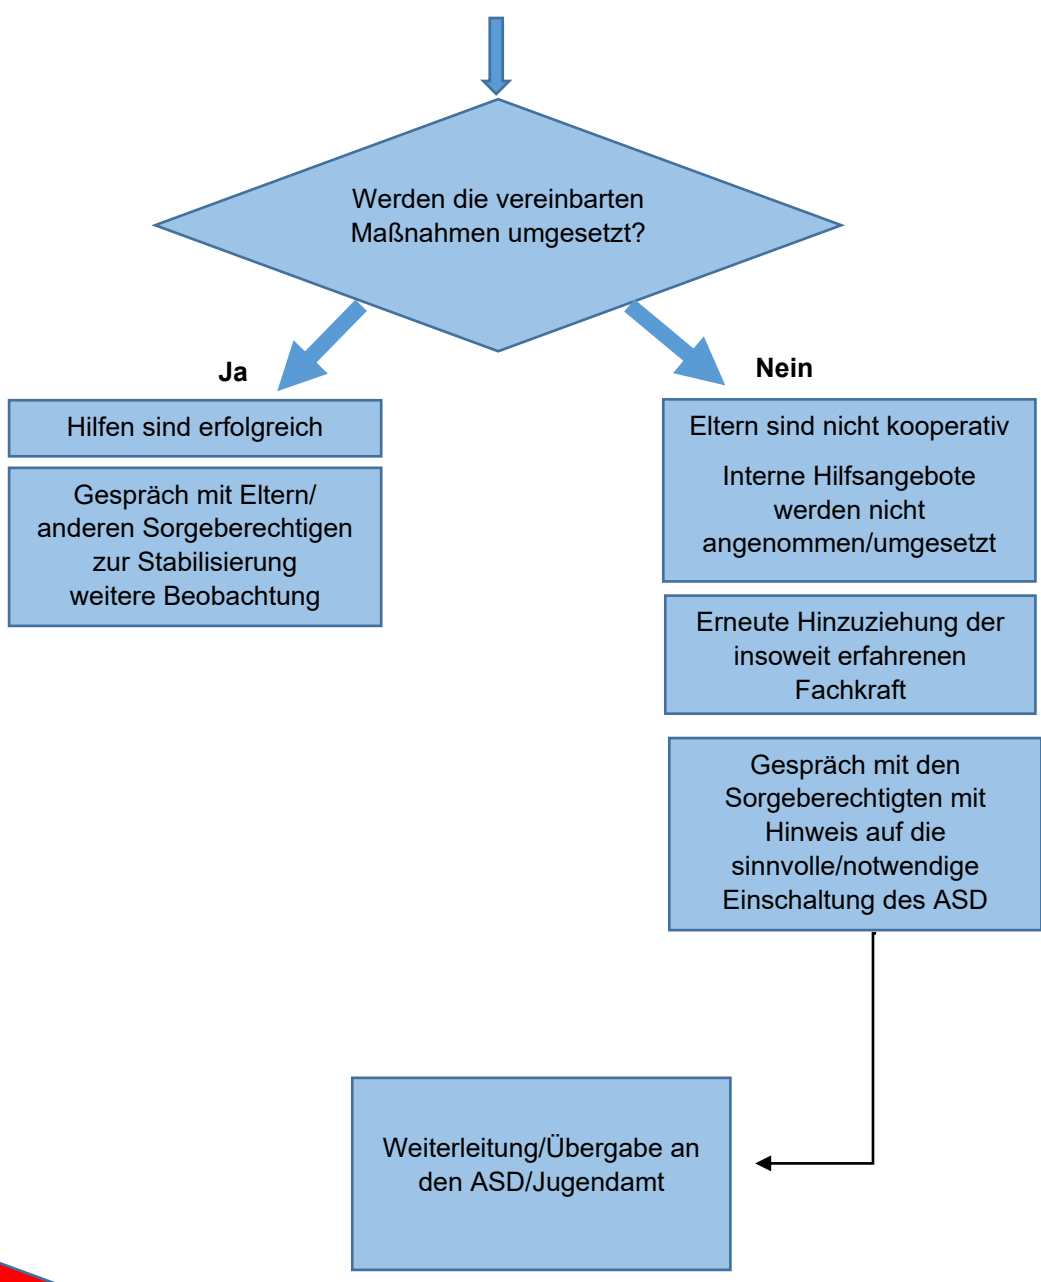 Werden die vereinbarten
Maßnahmen umgesetzt?
Ja
Nein
Hilfen sind erfolgreich
Gespräch mit Eltern/
anderen Sorgeberechtigen
zur Stabilisierung
weitere Beobachtung
Eltern sind nicht kooperativ
Interne Hilfsangebote
werden nicht
angenommen/umgesetzt
Erneute Hinzuziehung der
insoweit erfahrenen
Fachkraft
Gespräch mit den
Sorgeberechtigten mit
Hinweis auf die
sinnvolle/notwendige
Einschaltung des ASD
Weiterleitung/Übergabe an
den ASD/Jugendamt